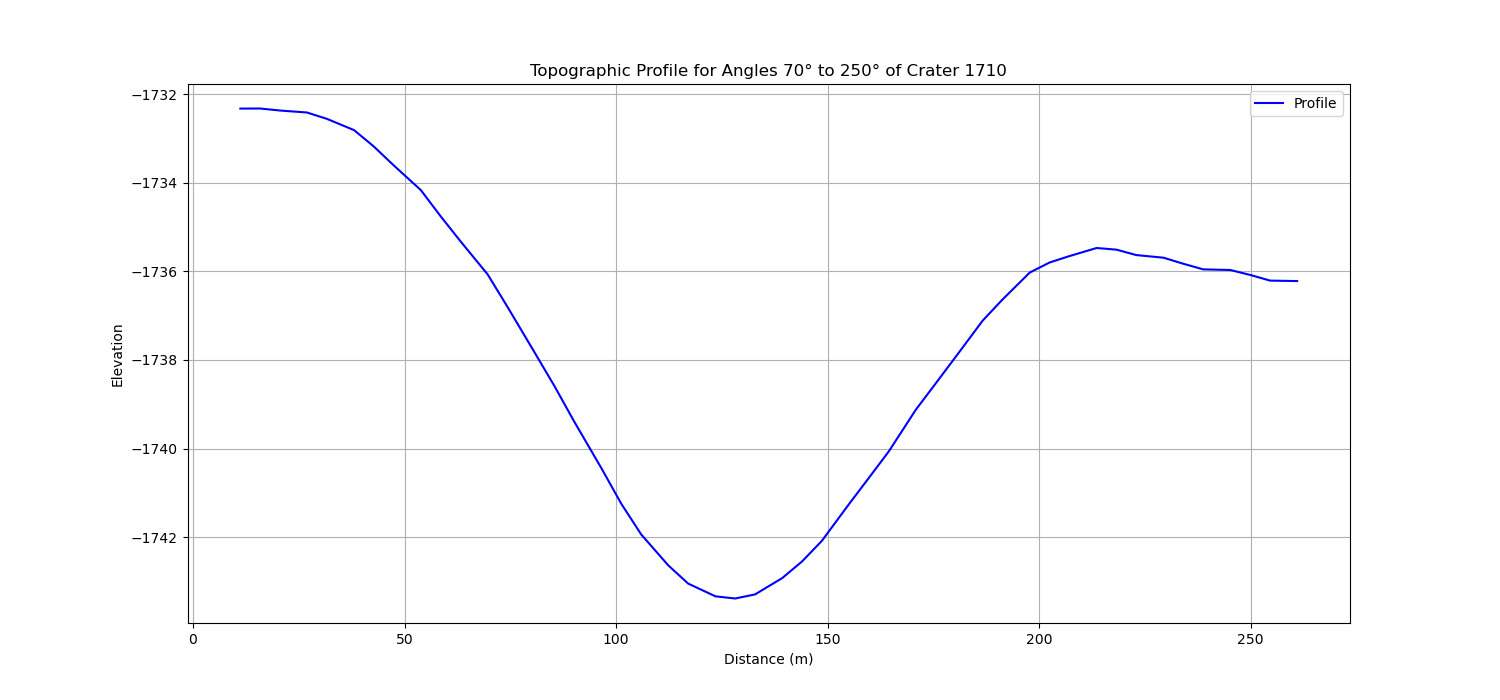 Topographic Profile for Angles 70° to 250° of Crater 1710
Profile
−1732
−1734
−1736
−1738
−1740
−1742
Elevation
0 50 100 150 200 250
Distance (m)